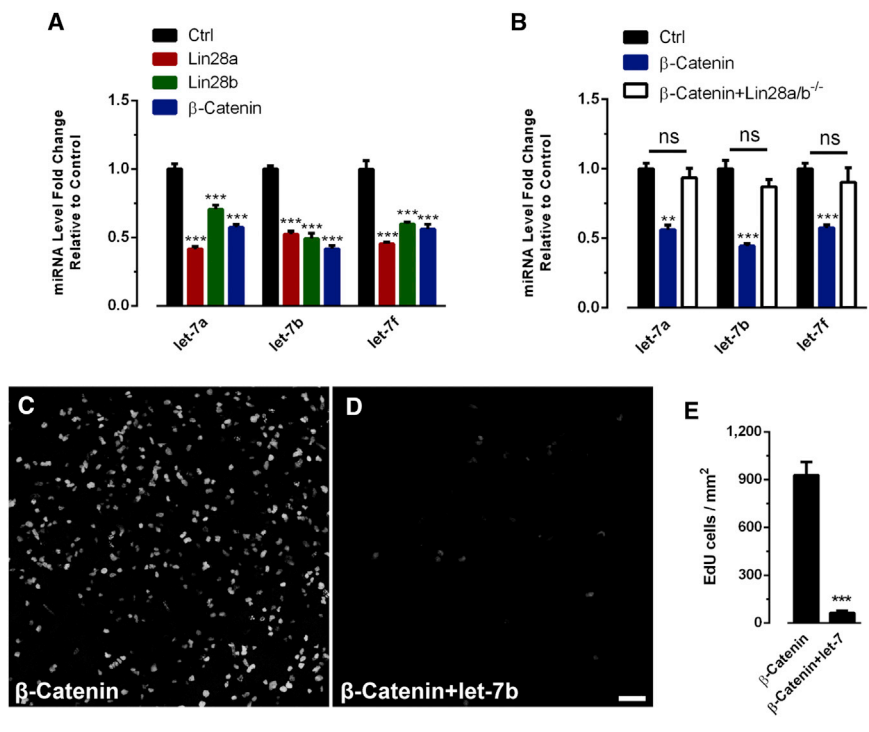 A
Ctrl
Lin28a
Lin28b
β-Catenin
miRNA Level Fold Change
Relative to Control
1.5
1.0
0.5
0.0
***
***
***
***
***
***
***
***
***
let-7a
let-7b
let-7f
B
Ctrl
β-Catenin
β-Catenin+Lin28a/b-/-
miRNA Level Fold Change
Relative to Control
1.5
1.0
0.5
0.0
ns
ns
ns
**
***
***
let-7a
let-7b
let-7f
C
β-Catenin
D
β-Catenin+let-7b
E
EdU cells / mm2
1,200
900
600
300
0
***
β-Catenin
β-Catenin+let-7